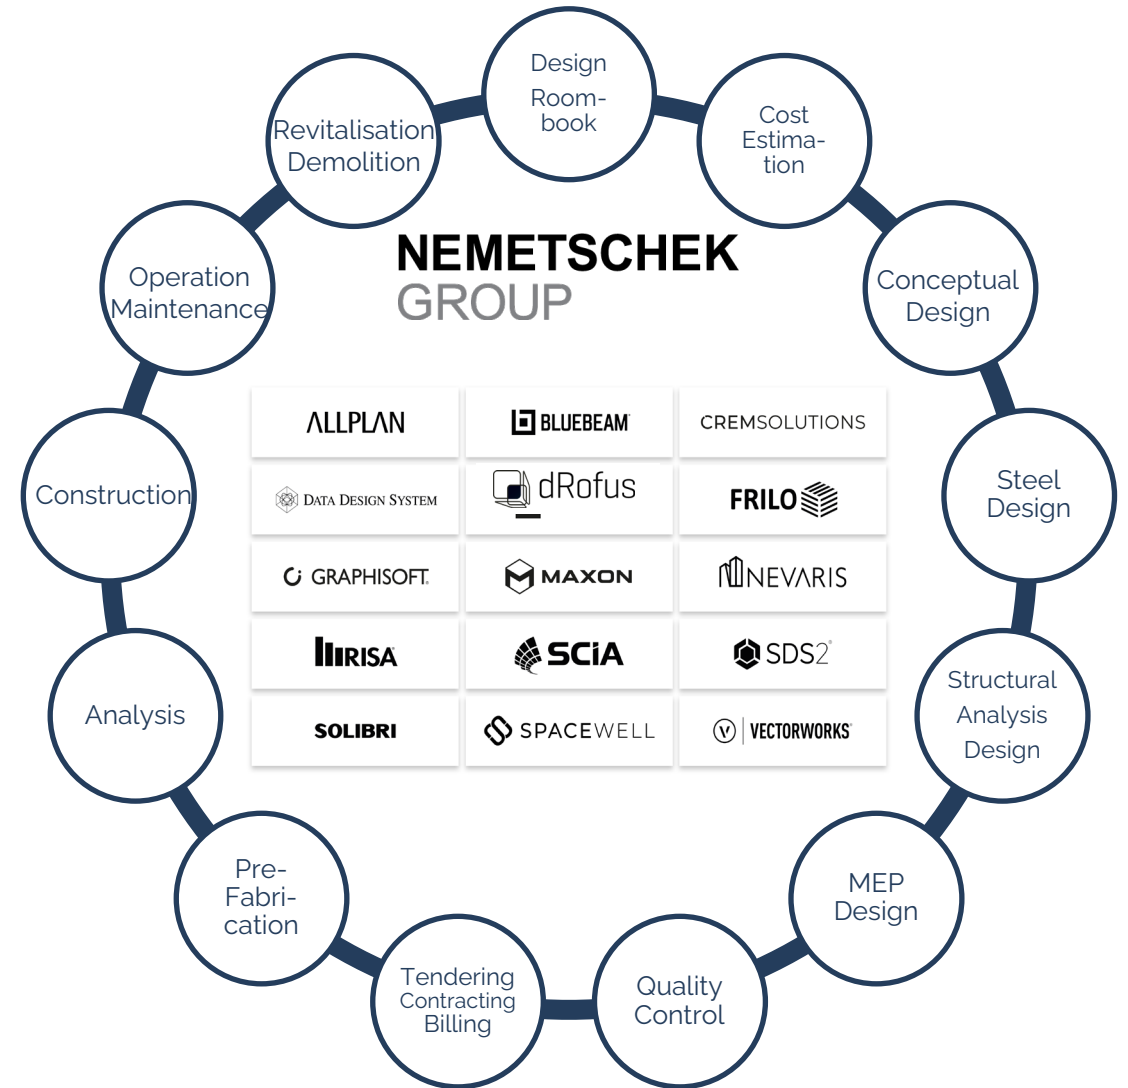 Design
Room-
book
Cost
Estima-
tion
Conceptual
Design
Steel
Design
Structural
Analysis
Design
MEP
Design
Quality
Control
Tendering
Contracting
Billing
Pre-
Fabri-
cation
Analysis
Construction
Operation
Maintenance
Revitalisation
Demolition
NEMETSCHEK
GROUP
ALLPLAN
BLUEBEAM
CREMSOLUTIONS
DATA DESIGN SYSTEM
dRofus
FRILO
GRAPHISOFT
MAXON
NEVARIS
RISA
SCiA
SDS2
SOLIBRI
SPACEWELL
V VECTORWORKS